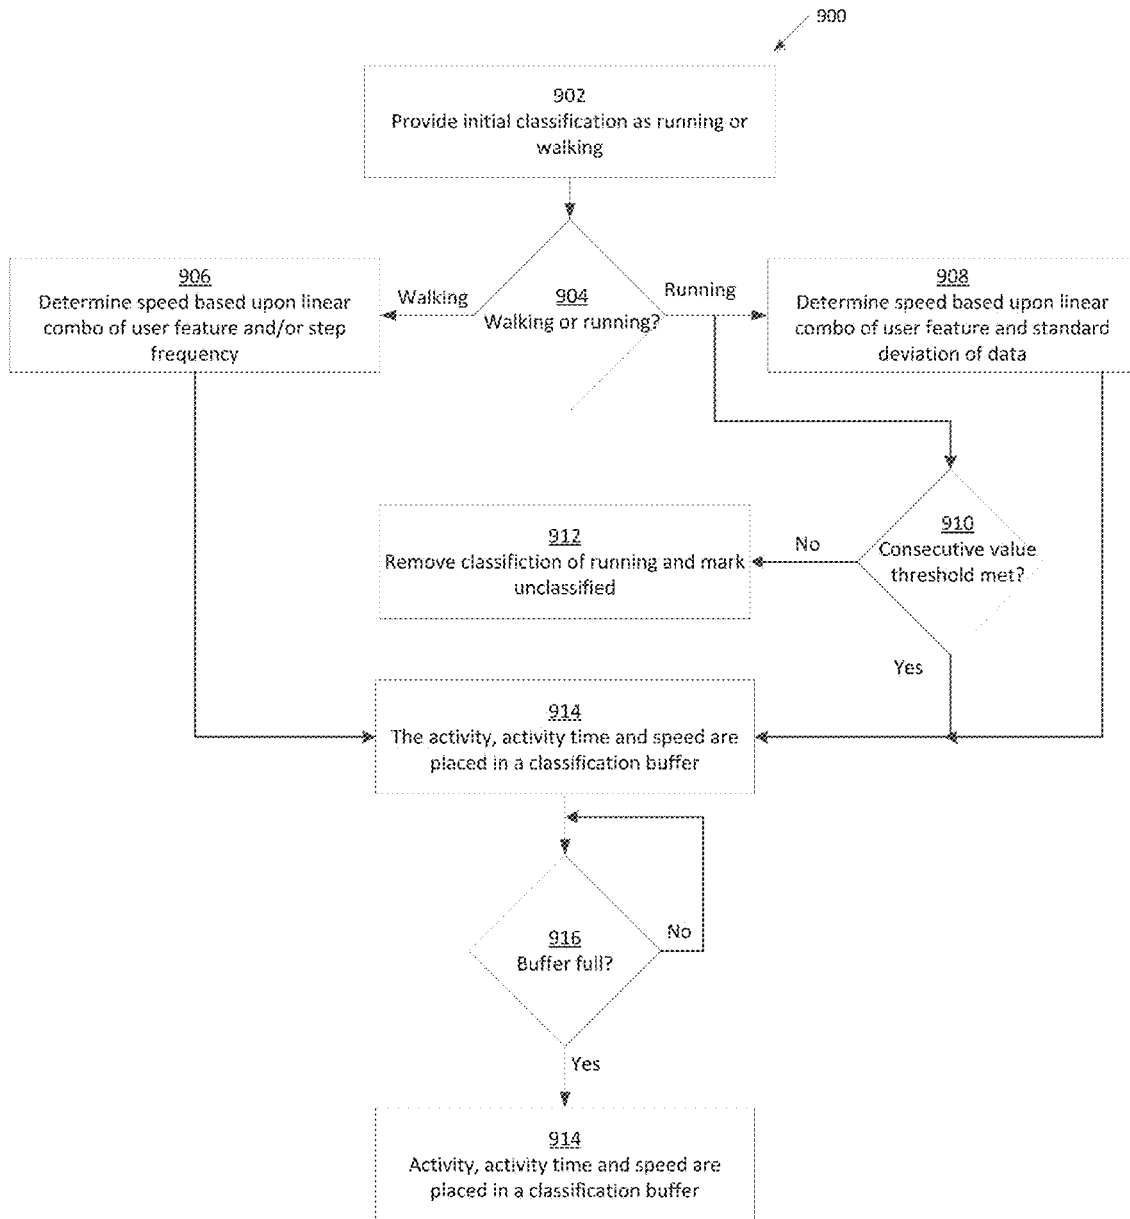 900
902
Provide initial classification as running or
walking
906
Determine speed based upon linear
combo of user feature and/or step
frequency
Walking
904
Walking or running?
Running
908
Determine speed based upon linear
combo of user feature and standard
deviation of data
912
Remove classifiction of running and mark
unclassified
No
910
Consecutive value
threshold met?
Yes
914
The activity, activity time and speed are
placed in a classification buffer
916
Buffer full?
No
Yes
914
Activity, activity time and speed are
placed in a classification buffer